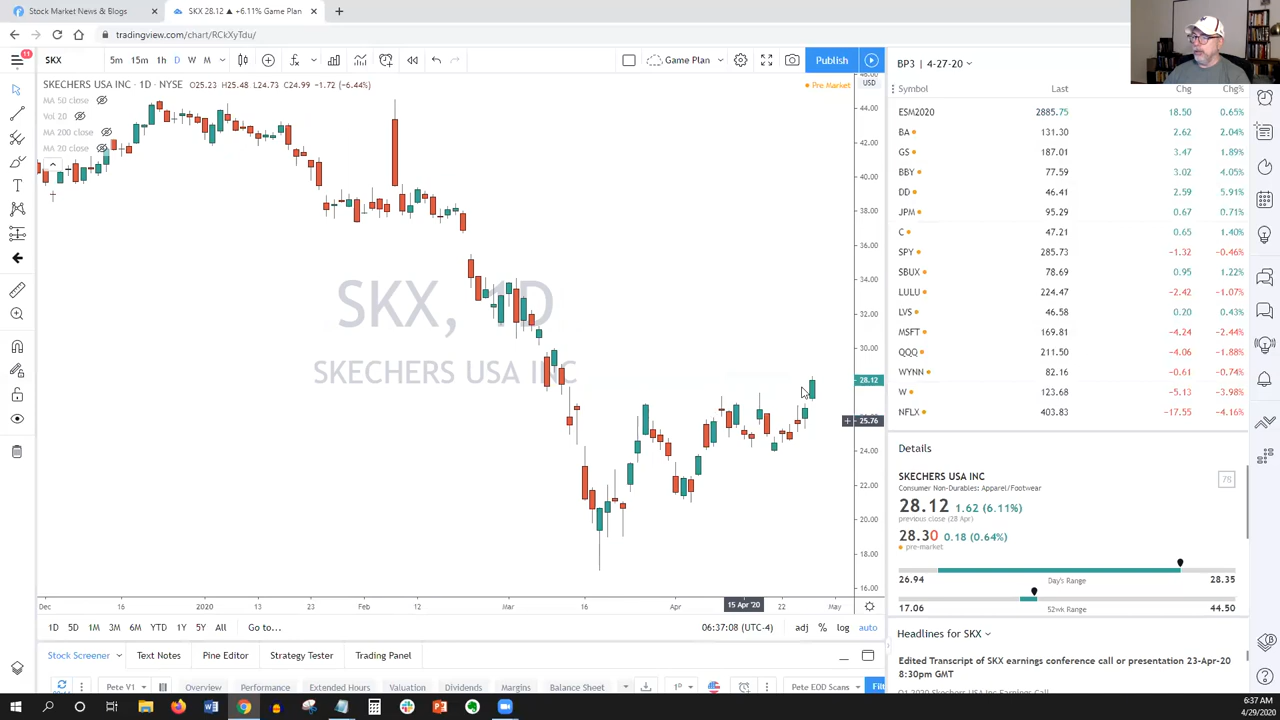 Stock Market News & Blogs
SKX 28.12 ▲ +6.11% Game Plan
tradingview.com/chart/RCkXyTdu/
11
SKX
5m 15m 1h D W M
Game Plan
Publish
BP3 | 4-27-20
SKECHERS USA INC · 1D · NYSE O25.23 H25.48 L24.73 C24.99 −1.72 (−6.44%)
MA 50 close
Vol 20
MA 200 close
MA 20 close
Pre Market
USD
44.00
42.00
40.00
38.00
36.00
34.00
32.00
30.00
28.12
25.76
24.00
22.00
20.00
18.00
16.00
SKX, 1D
SKECHERS USA INC
Dec 16 2020 13 23 Feb 12 Mar 16 Apr 15 Apr '20 22 May
1D 5D 1M 3M 6M YTD 1Y 5Y All Go to... 06:37:08 (UTC-4) adj % log auto
Stock Screener Text Notes Pine Editor Strategy Tester Trading Panel
Pete V1 Overview Performance Extended Hours Valuation Dividends Margins Balance Sheet 1D Pete EOD Scans Filt
Symbol Last Chg Chg%
ESM2020 2885.75 18.50 0.65%
BA 131.30 2.62 2.04%
GS 187.01 3.47 1.89%
BBY 77.59 3.02 4.05%
DD 46.41 2.59 5.91%
JPM 95.29 0.67 0.71%
C 47.21 0.65 1.40%
SPY 285.73 −1.32 −0.46%
SBUX 78.69 0.95 1.22%
LULU 224.47 −2.42 −1.07%
LVS 46.58 0.20 0.43%
MSFT 169.81 −4.24 −2.44%
QQQ 211.50 −4.06 −1.88%
WYNN 82.16 −0.61 −0.74%
W 123.68 −5.13 −3.98%
NFLX 403.83 −17.55 −4.16%
Details
SKECHERS USA INC
Consumer Non-Durables: Apparel/Footwear
28.12 1.62 (6.11%)
previous close (28 Apr)
28.30 0.18 (0.64%)
pre-market
26.94 Day's Range 28.35
17.06 52wk Range 44.50
Headlines for SKX
Edited Transcript of SKX earnings conference call or presentation 23-Apr-20
8:30pm GMT
Q1 2020 Skechers USA Inc Earnings Call
6:37 AM
4/29/2020